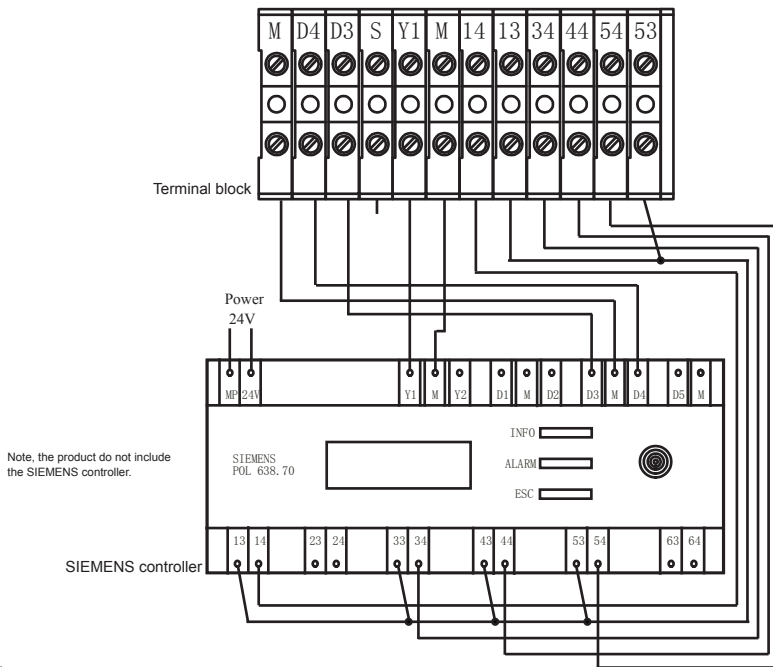 M D4 D3 S Y1 M 14 13 34 44 54 53
Terminal block
Power
24V
MP 24V Y1 M Y2 D1 M D2 D3 M D4 D5 M
INFO
SIEMENS
POL 638.70
ALARM
ESC
Note, the product do not include
the SIEMENS controller.
13 14 23 24 33 34 43 44 53 54 63 64
SIEMENS controller